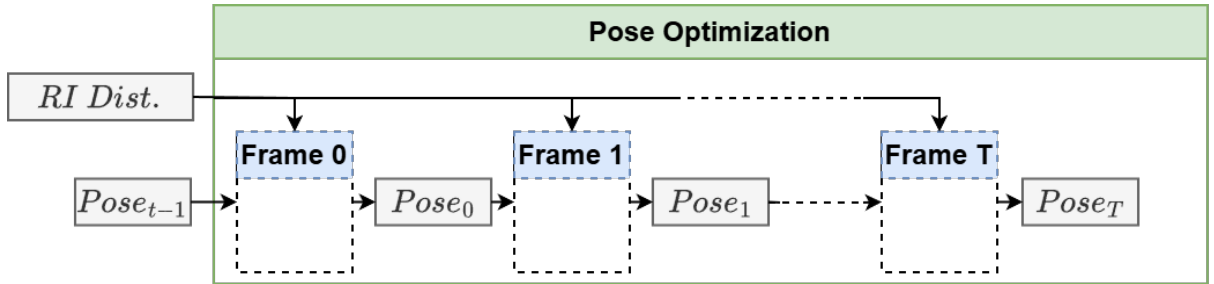 Pose Optimization
RI Dist.
Frame 0
Frame 1
Frame T
Pose_{t-1}
Pose_0
Pose_1
Pose_T